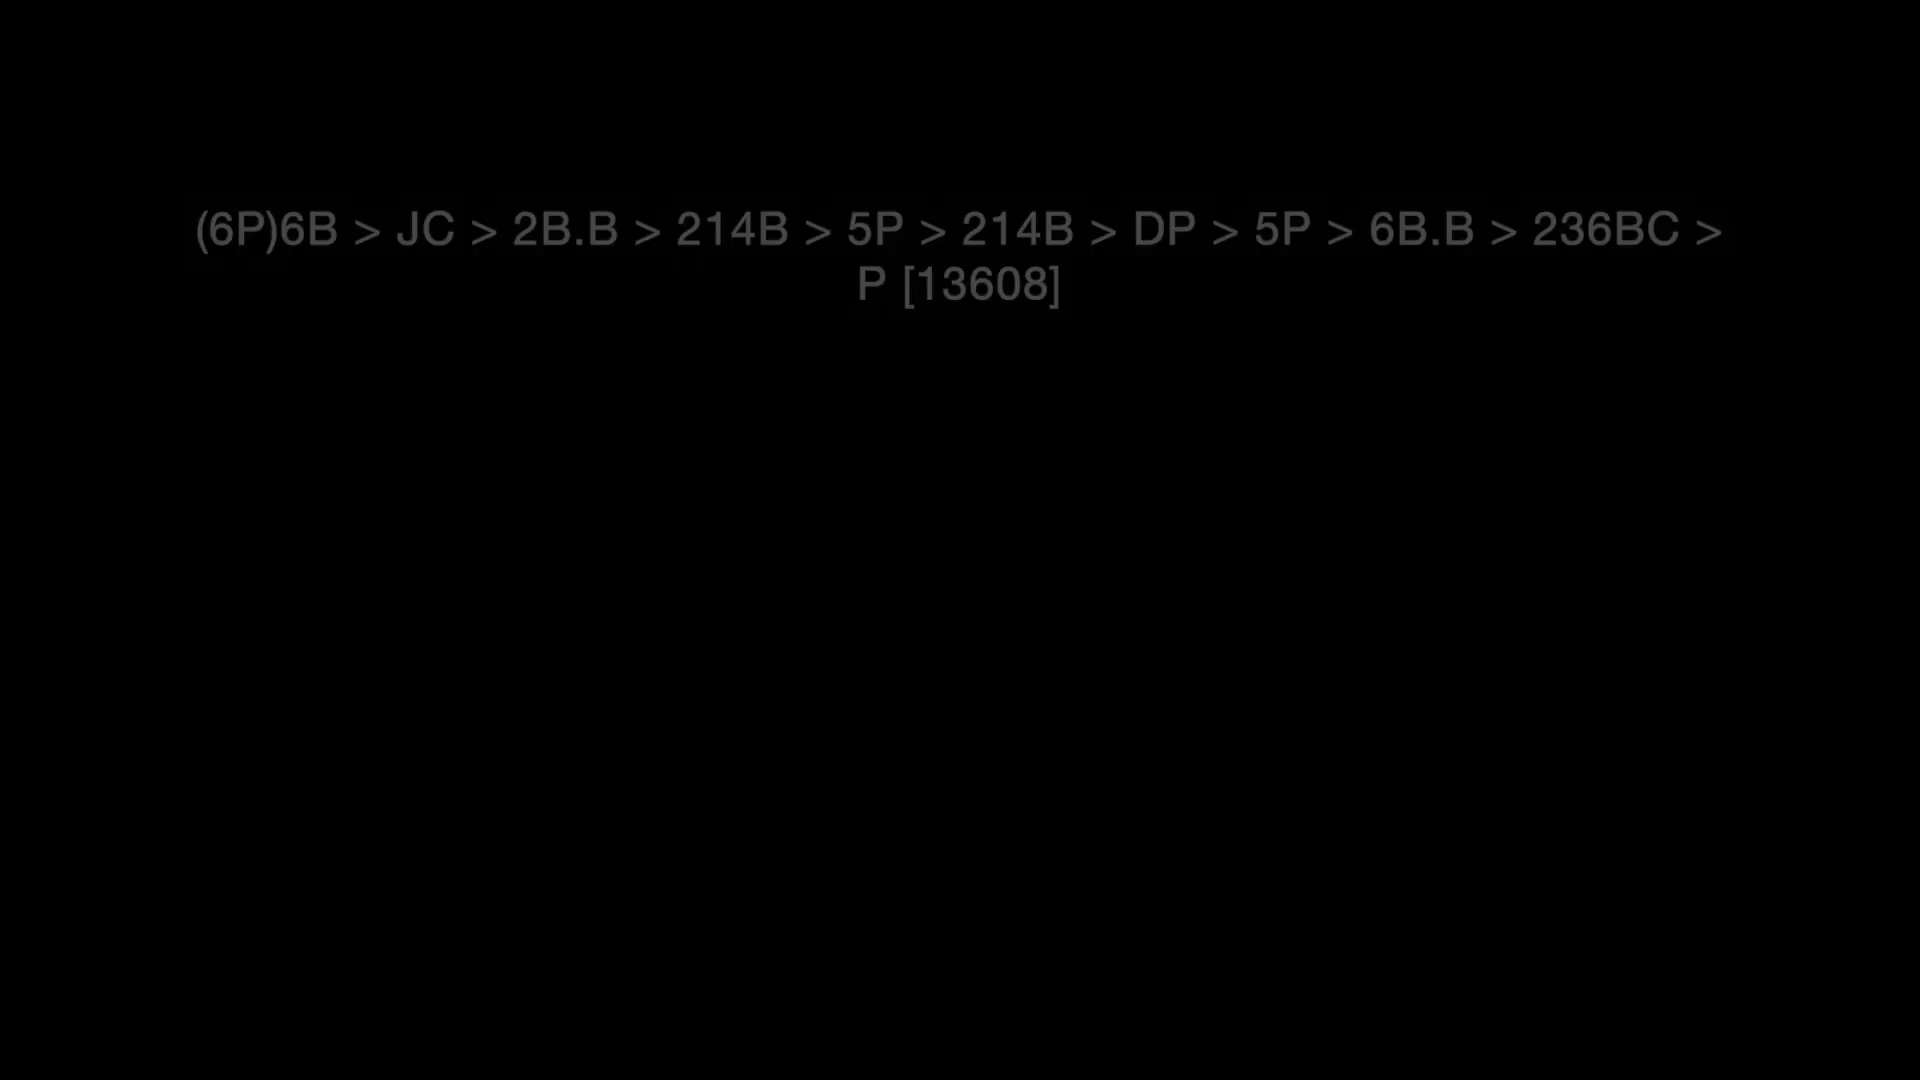 (6P)6B > JC > 2B.B > 214B > 5P > 214B > DP > 5P > 6B.B > 236BC >
P [13608]